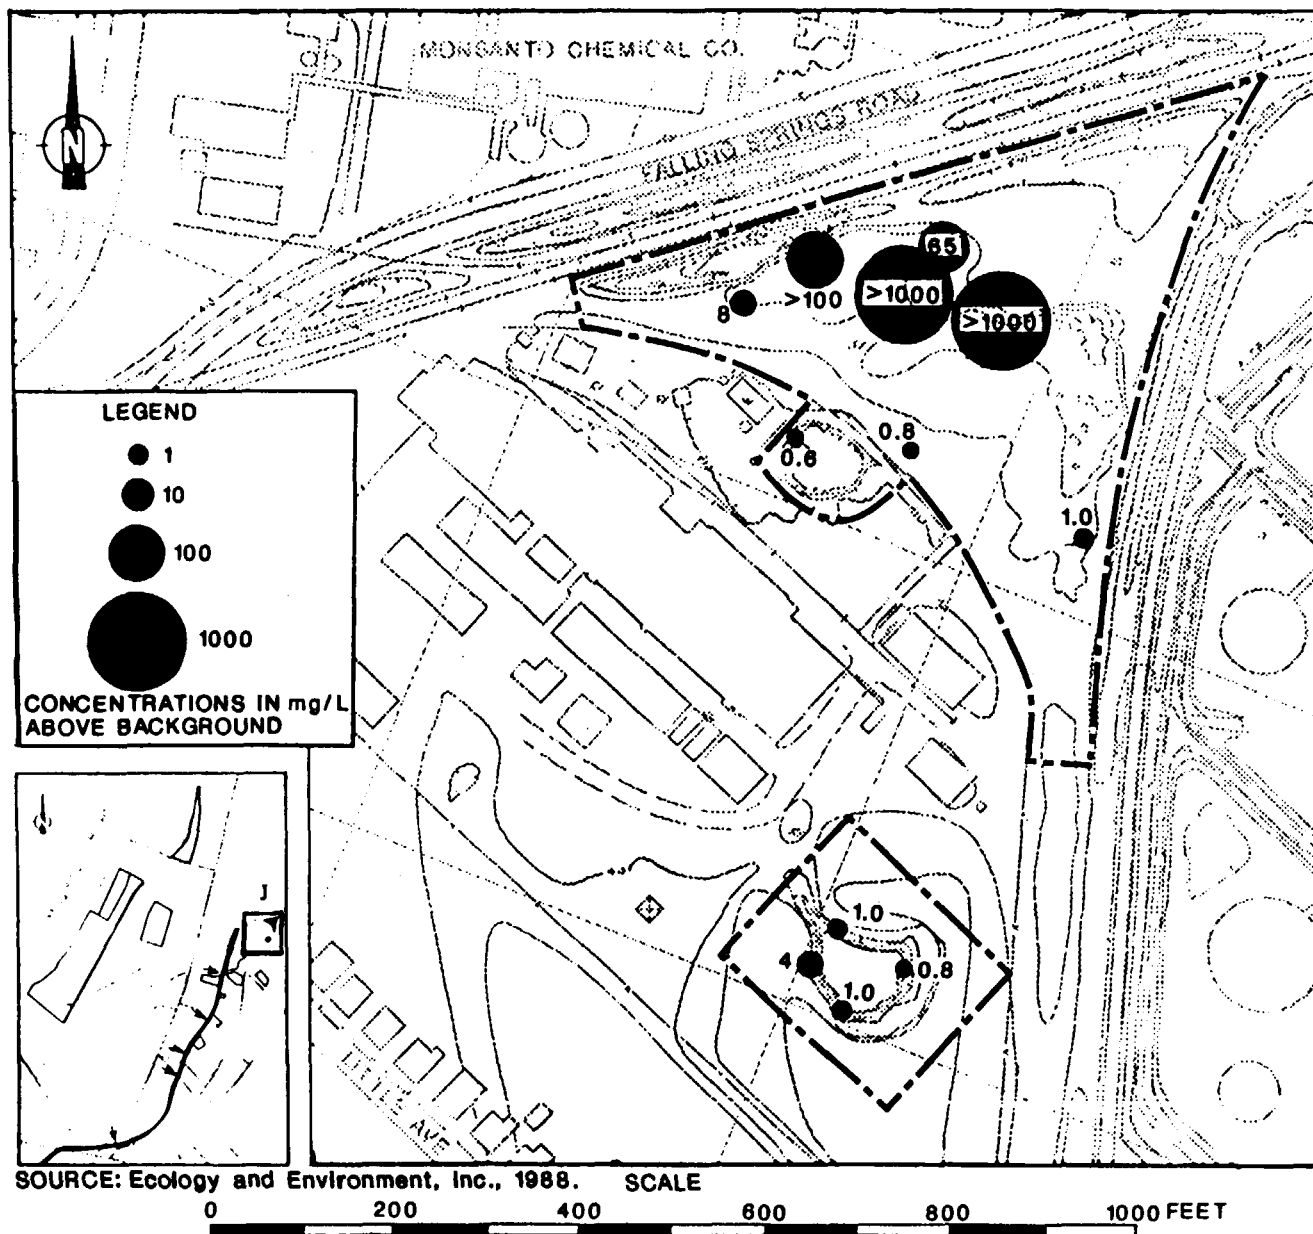 MONSANTO CHEMICAL CO.
FALLING SPRINGS ROAD
N
65
>100
>1000
>1000
8
0.8
0.6
1.0
LEGEND
1
10
100
1000
CONCENTRATIONS IN mg/L
ABOVE BACKGROUND
J
1.0
4
0.8
1.0
AVE
SOURCE: Ecology and Environment, Inc., 1988.
SCALE
0 200 400 600 800 1000 FEET